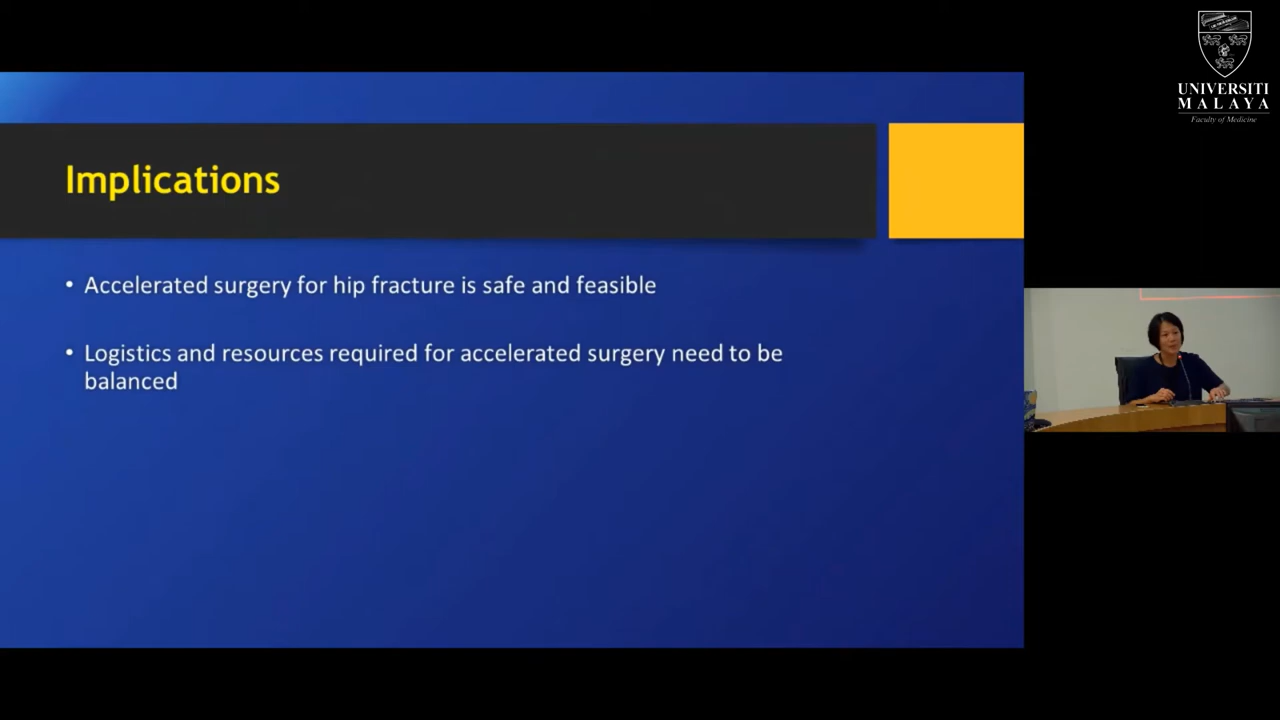 UNIVERSITI
MALAYA
Faculty of Medicine
Implications
• Accelerated surgery for hip fracture is safe and feasible
• Logistics and resources required for accelerated surgery need to be
balanced